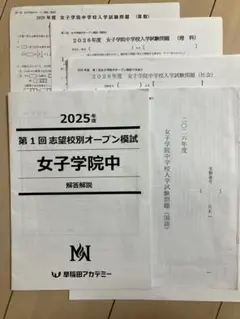 2025年度 女子学院中学校入学試験問題 (算数)
2026年度 女子学院中学校入学試験問題 (理科)
2026年度 女子学院中学校入学試験問題 (社会)
2025年度
第1回 志望校別オープン模試
女子学院中
解答解説
早稲田アカデミー
二〇二六年度
女子学院中学校入学試験問題 (国語)
受験番号
氏名